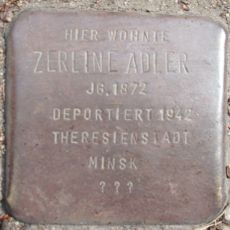 HIER WOHNTE
ZERLINE ADLER
JG. 1872
DEPORTIERT 1942
THERESIENSTADT
MINSK
? ? ?